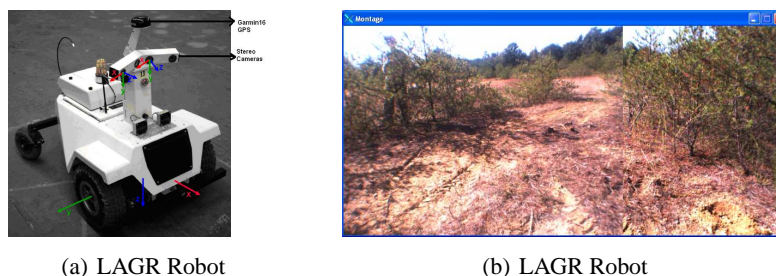 Garmin16
GPS
Stereo
Cameras
X
Y
Z
Montage
(a) LAGR Robot
(b) LAGR Robot